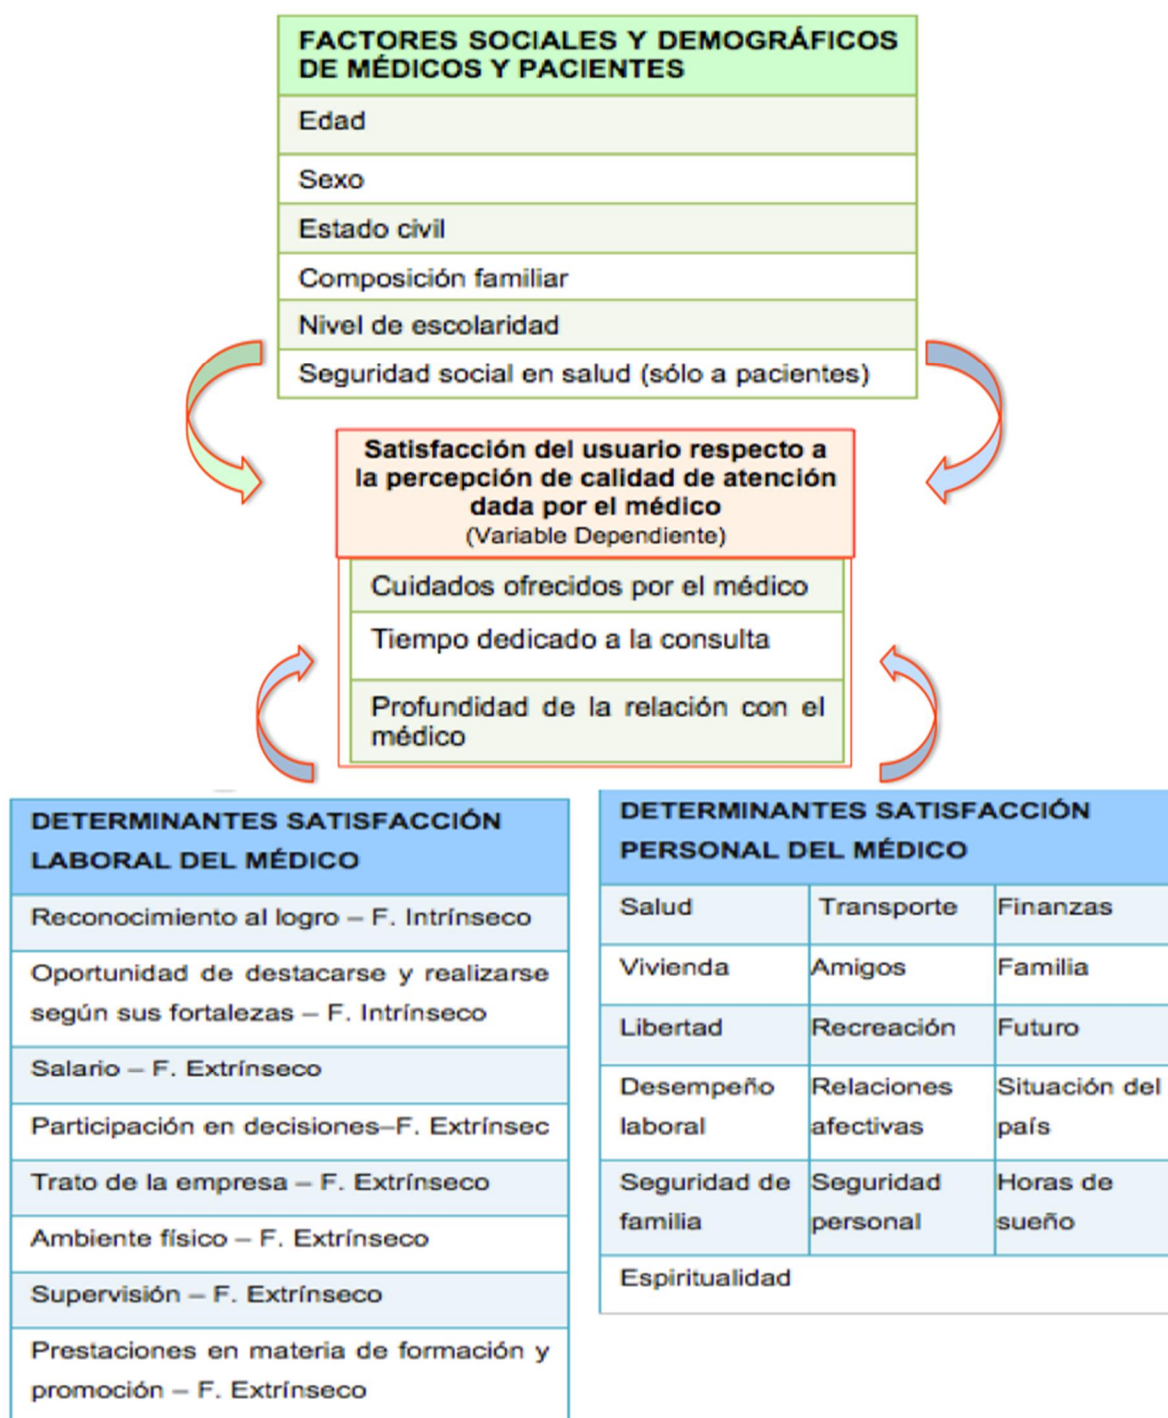 FACTORES SOCIALES Y DEMOGRÁFICOS
DE MÉDICOS Y PACIENTES
Edad
Sexo
Estado civil
Composición familiar
Nivel de escolaridad
Seguridad social en salud (sólo a pacientes)
Satisfacción del usuario respecto a
la percepción de calidad de atención
dada por el médico
(Variable Dependiente)
Cuidados ofrecidos por el médico
Tiempo dedicado a la consulta
Profundidad de la relación con el
médico
DETERMINANTES SATISFACCIÓN
LABORAL DEL MÉDICO
Reconocimiento al logro – F. Intrínseco
Oportunidad de destacarse y realizarse
según sus fortalezas – F. Intrínseco
Salario – F. Extrínseco
Participación en decisiones–F. Extrínsec
Trato de la empresa – F. Extrínseco
Ambiente físico – F. Extrínseco
Supervisión – F. Extrínseco
Prestaciones en materia de formación y
promoción – F. Extrínseco
DETERMINANTES SATISFACCIÓN
PERSONAL DEL MÉDICO
Salud Transporte Finanzas
Vivienda Amigos Familia
Libertad Recreación Futuro
Desempeño Relaciones Situación del
laboral afectivas país
Seguridad de Seguridad Horas de
familia personal sueño
Espiritualidad